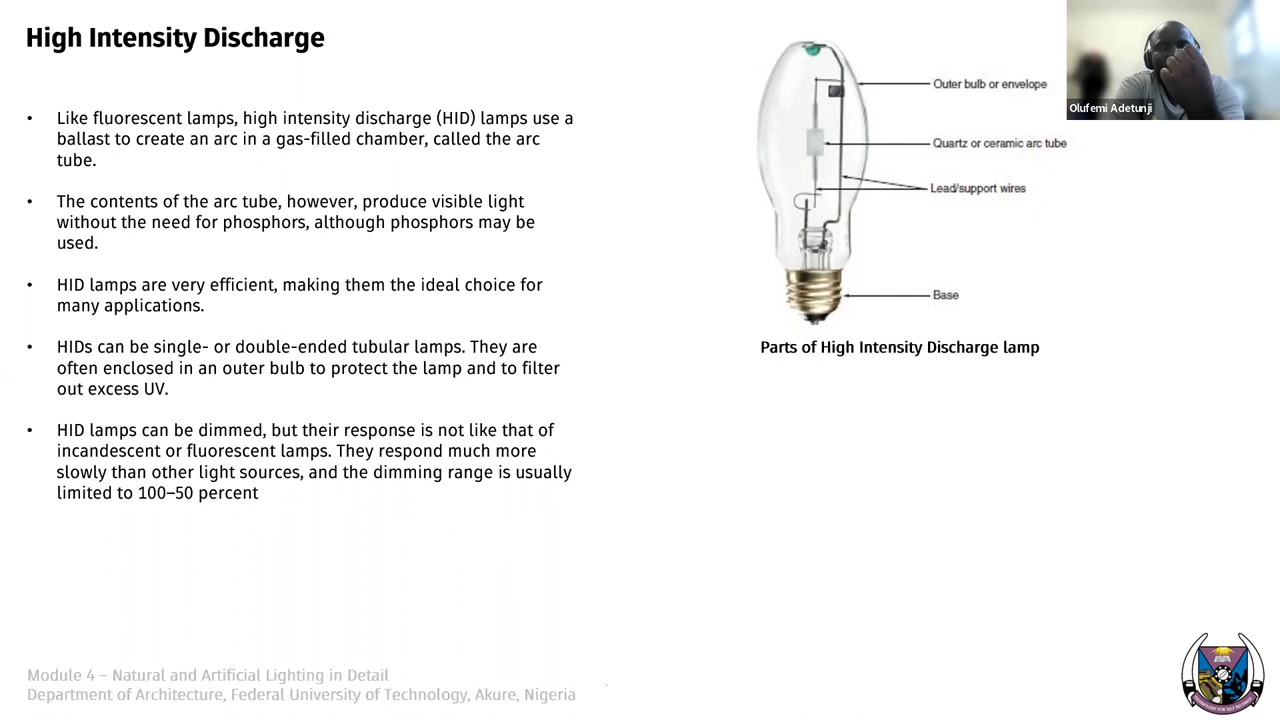 High Intensity Discharge
• Like fluorescent lamps, high intensity discharge (HID) lamps use a
ballast to create an arc in a gas-filled chamber, called the arc
tube.
• The contents of the arc tube, however, produce visible light
without the need for phosphors, although phosphors may be
used.
• HID lamps are very efficient, making them the ideal choice for
many applications.
• HIDs can be single- or double-ended tubular lamps. They are
often enclosed in an outer bulb to protect the lamp and to filter
out excess UV.
• HID lamps can be dimmed, but their response is not like that of
incandescent or fluorescent lamps. They respond much more
slowly than other light sources, and the dimming range is usually
limited to 100–50 percent
Outer bulb or envelope
Quartz or ceramic arc tube
Lead/support wires
Base
Parts of High Intensity Discharge lamp
Olufemi Adetunji
Module 4 – Natural and Artificial Lighting in Detail
Department of Architecture, Federal University of Technology, Akure, Nigeria